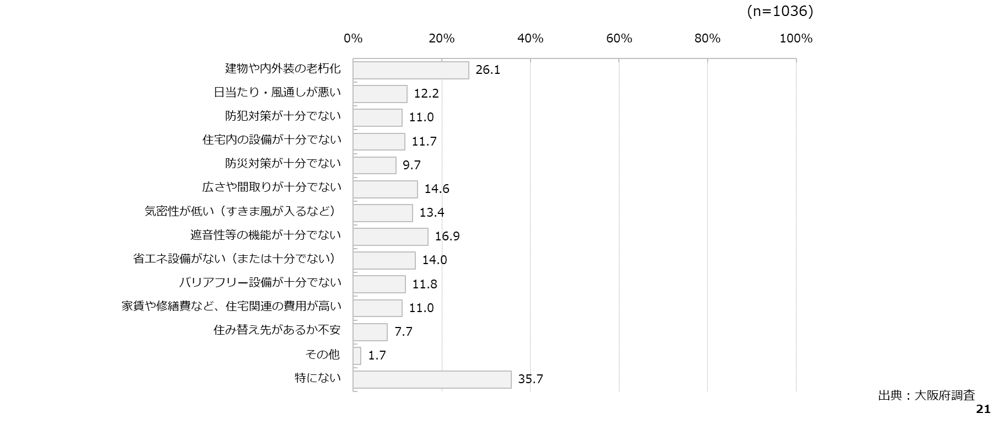 (n=1036)
0% 20% 40% 60% 80% 100%
建物や内外装の老朽化 26.1
日当たり・風通しが悪い 12.2
防犯対策が十分でない 11.0
住宅内の設備が十分でない 11.7
防災対策が十分でない 9.7
広さや間取りが十分でない 14.6
気密性が低い（すきま風が入るなど） 13.4
遮音性等の機能が十分でない 16.9
省エネ設備がない（または十分でない） 14.0
バリアフリー設備が十分でない 11.8
家賃や修繕費など、住宅関連の費用が高い 11.0
住み替え先があるか不安 7.7
その他 1.7
特にない 35.7
出典：大阪府調査
21